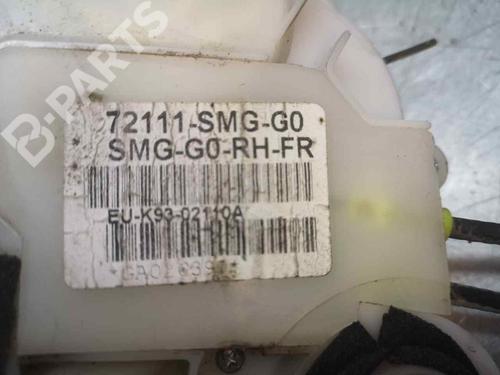 B-PARTS
72111-SMG-G0
SMG-G0-RH-FR
EU-K93-02110A